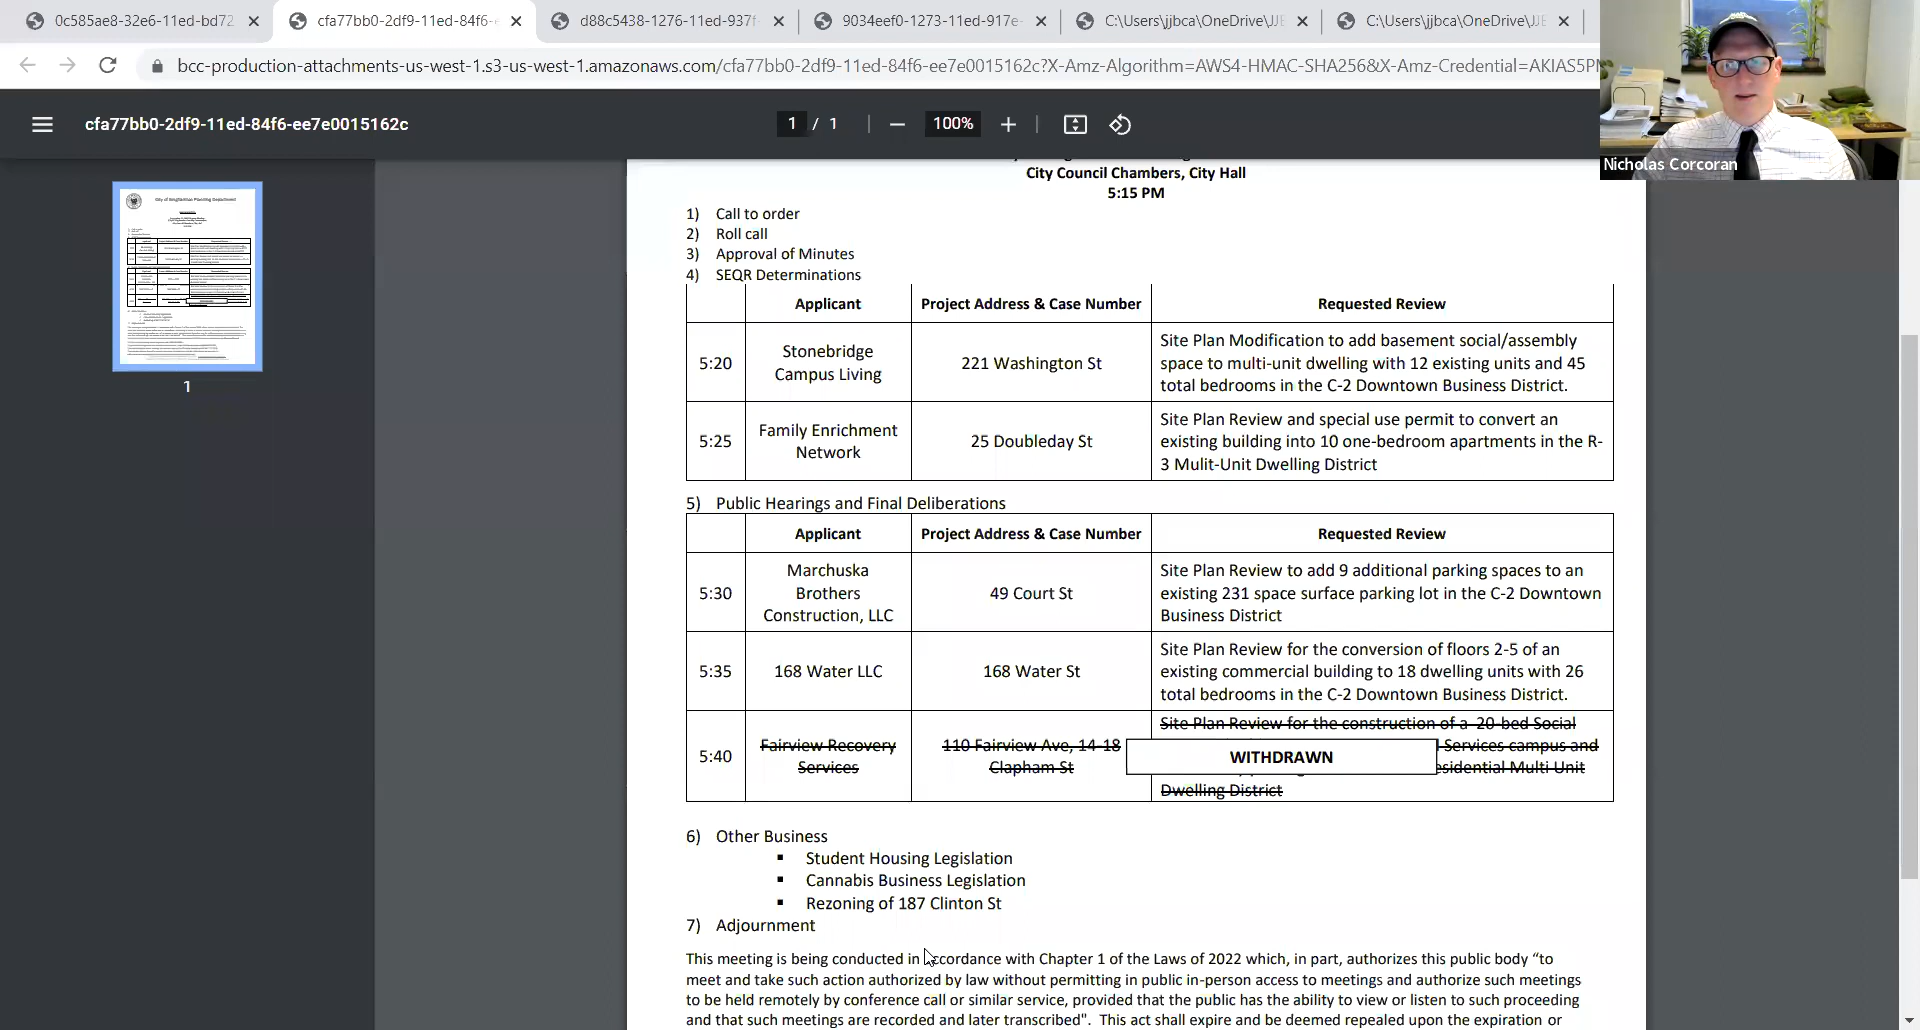 0c585ae8-32e6-11ed-bd72
cfa77bb0-2df9-11ed-84f6-
d88c5438-1276-11ed-937f
9034eef0-1273-11ed-917e
C:\Users\jjbca\OneDrive\JJE
C:\Users\jjbca\OneDrive\JJE
bcc-production-attachments-us-west-1.s3-us-west-1.amazonaws.com/cfa77bb0-2df9-11ed-84f6-ee7e0015162c?X-Amz-Algorithm=AWS4-HMAC-SHA256&X-Amz-Credential=AKIAS5P
cfa77bb0-2df9-11ed-84f6-ee7e0015162c
1 / 1
100%
Nicholas Corcoran
City of Binghamton Planning Department
1
City Council Chambers, City Hall
5:15 PM
1) Call to order
2) Roll call
3) Approval of Minutes
4) SEQR Determinations
Applicant
Project Address & Case Number
Requested Review
5:20
Stonebridge
Campus Living
221 Washington St
Site Plan Modification to add basement social/assembly
space to multi-unit dwelling with 12 existing units and 45
total bedrooms in the C-2 Downtown Business District.
5:25
Family Enrichment
Network
25 Doubleday St
Site Plan Review and special use permit to convert an
existing building into 10 one-bedroom apartments in the R-
3 Mulit-Unit Dwelling District
5) Public Hearings and Final Deliberations
Applicant
Project Address & Case Number
Requested Review
5:30
Marchuska
Brothers
Construction, LLC
49 Court St
Site Plan Review to add 9 additional parking spaces to an
existing 231 space surface parking lot in the C-2 Downtown
Business District
5:35
168 Water LLC
168 Water St
Site Plan Review for the conversion of floors 2-5 of an
existing commercial building to 18 dwelling units with 26
total bedrooms in the C-2 Downtown Business District.
5:40
Fairview Recovery
Services
110 Fairview Ave, 14-18
Clapham St
Site Plan Review for the construction of a 20-bed Social
Services campus and
WITHDRAWN
esidential Multi Unit
Dwelling District
6) Other Business
▪ Student Housing Legislation
▪ Cannabis Business Legislation
▪ Rezoning of 187 Clinton St
7) Adjournment
This meeting is being conducted in accordance with Chapter 1 of the Laws of 2022 which, in part, authorizes this public body “to
meet and take such action authorized by law without permitting in public in-person access to meetings and authorize such meetings
to be held remotely by conference call or similar service, provided that the public has the ability to view or listen to such proceeding
and that such meetings are recorded and later transcribed". This act shall expire and be deemed repealed upon the expiration or